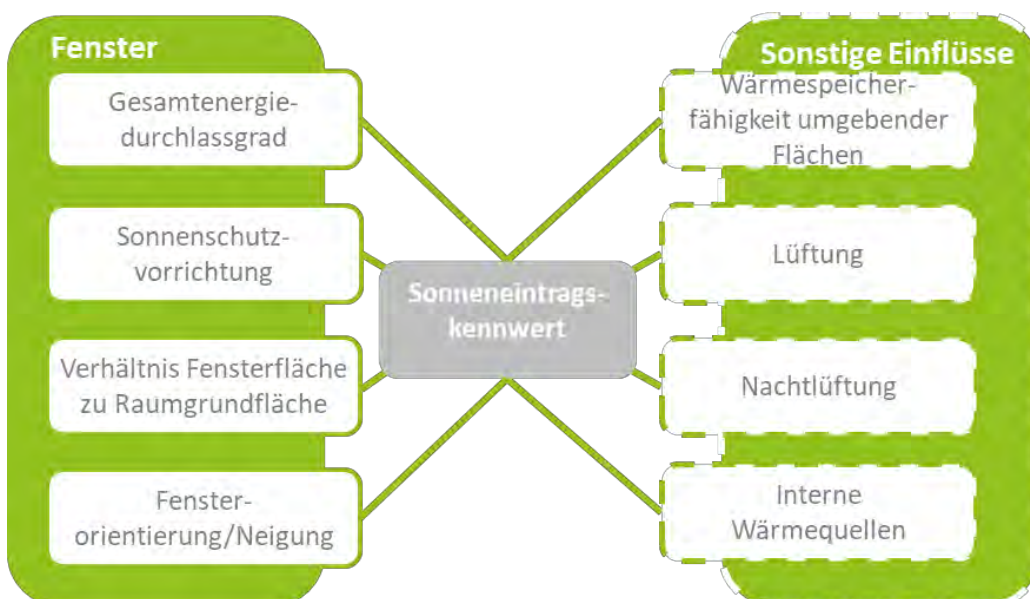 Fenster
Gesamtenergie-
durchlassgrad
Sonnenschutz-
vorrichtung
Verhältnis Fensterfläche
zu Raumgrundfläche
Fenster-
orientierung/Neigung
Sonneneintrags-
kennwert
Sonstige Einflüsse
Wärmespeicher-
fähigkeit umgebender
Flächen
Lüftung
Nachtlüftung
Interne
Wärmequellen